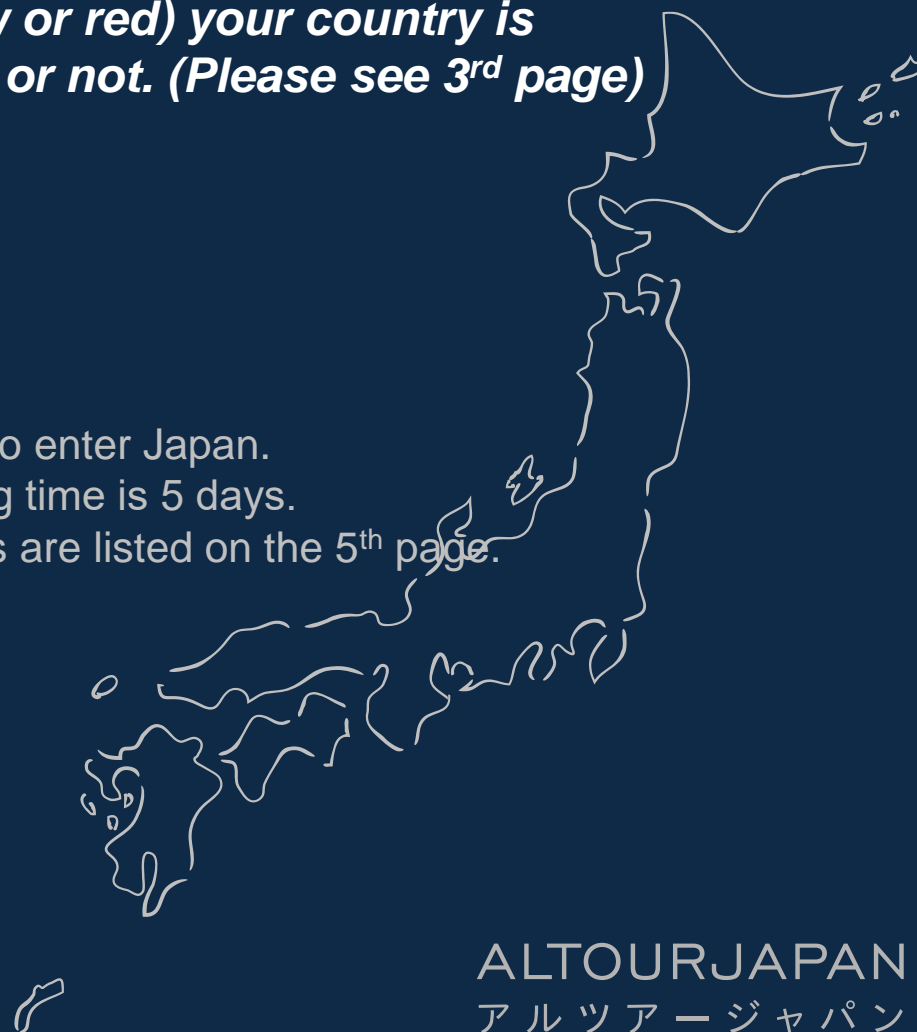 or red) your country is
or not. (Please see 3rd page)
o enter Japan.
g time is 5 days.
s are listed on the 5th page.
ALTOURJAPAN
アルツアージャパン